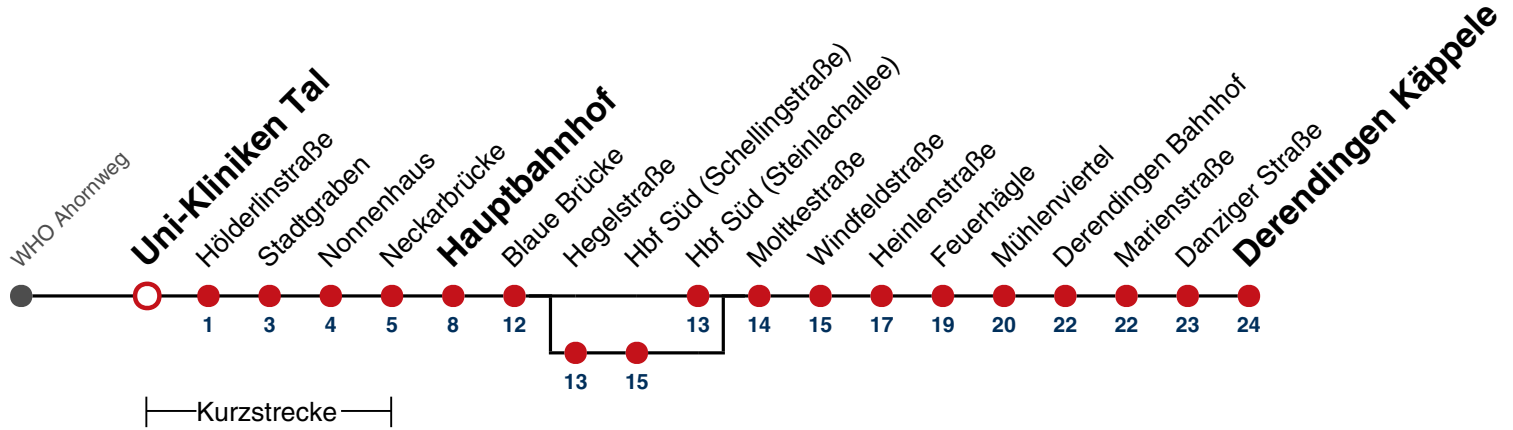 WHO Ahornweg
Uni-Kliniken Tal
Hölderlinstraße
Stadtgraben
Nonnenhaus
Neckarbrücke
Hauptbahnhof
Blaue Brücke
Hegelstraße
Hbf Süd (Schellingstraße)
Hbf Süd (Steinlachallee)
Moltkestraße
Windfeldstraße
Heinlenstraße
Feuerhägle
Mühlenviertel
Derendingen Bahnhof
Marienstraße
Danziger Straße
Derendingen Käppele
1 3 4 5 8 12 13 14 15 17 19 20 22 22 23 24
13 15
Kurzstrecke